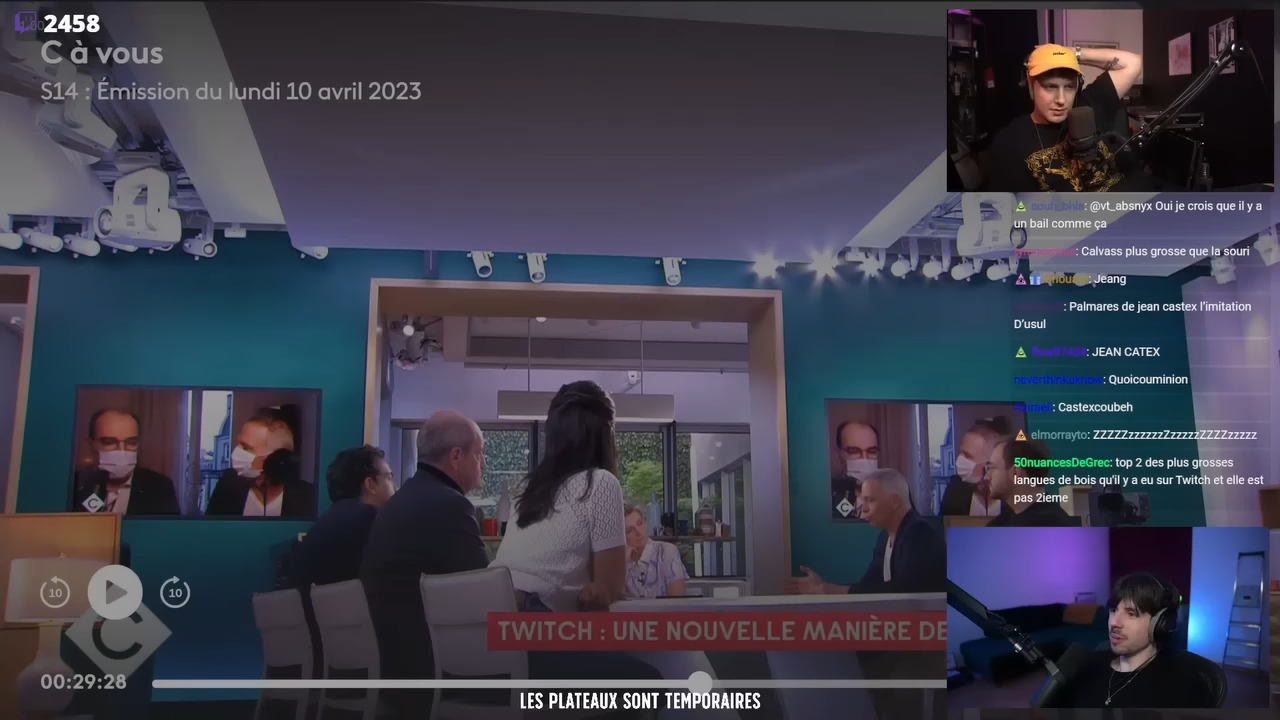 2458
C à vous
S14 : Émission du lundi 10 avril 2023
: @vt_absnyx Oui je crois que il y a
un bail comme ça
: Calvass plus grosse que la souri
: Jeang
: Palmares de jean castex l'imitation
D'usul
: JEAN CATEX
neverthinkuknow: Quoicouminion
: Castexcoubeh
elmorrayto: ZZZZzzzzzzZzzzzZZZZzzzzz
50nuancesDeGrec: top 2 des plus grosses
langues de bois qu'il y a eu sur Twitch et elle est
pas 2ieme
10
10
C
TWITCH : UNE NOUVELLE MANIÈRE DE
00:29:28
LES PLATEAUX SONT TEMPORAIRES